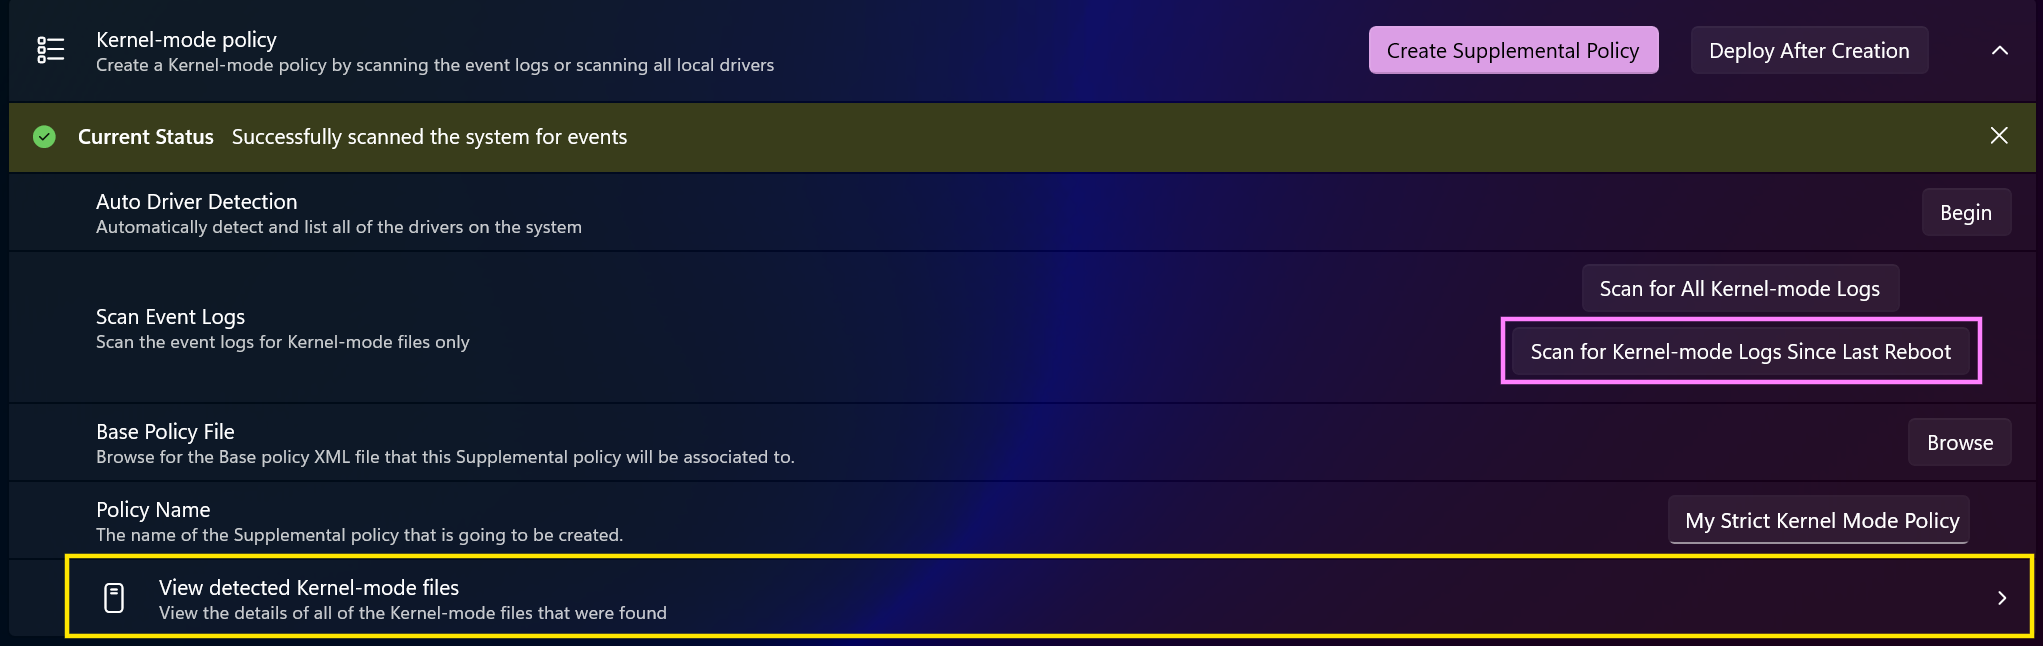 Kernel-mode policy
Create a Kernel-mode policy by scanning the event logs or scanning all local drivers
Create Supplemental Policy
Deploy After Creation
Current Status Successfully scanned the system for events
Auto Driver Detection
Automatically detect and list all of the drivers on the system
Begin
Scan Event Logs
Scan the event logs for Kernel-mode files only
Scan for All Kernel-mode Logs
Scan for Kernel-mode Logs Since Last Reboot
Base Policy File
Browse for the Base policy XML file that this Supplemental policy will be associated to.
Browse
Policy Name
The name of the Supplemental policy that is going to be created.
My Strict Kernel Mode Policy
View detected Kernel-mode files
View the details of all of the Kernel-mode files that were found